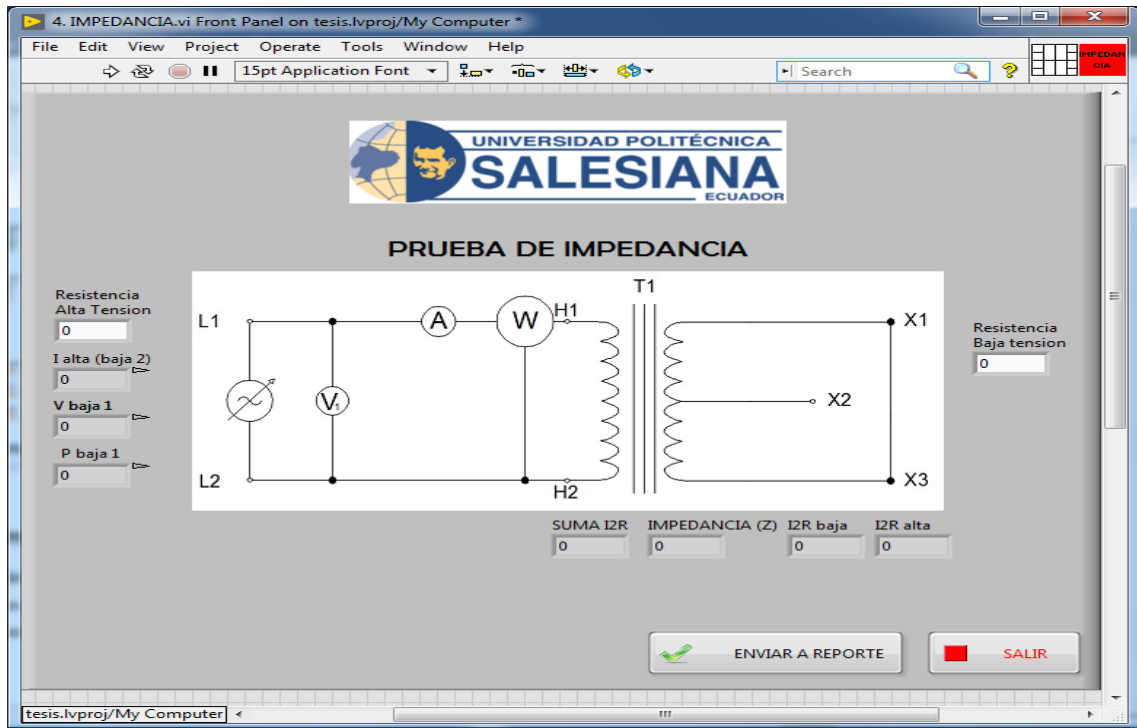 4. IMPEDANCIA.vi Front Panel on tesis.lvproj/My Computer *
File Edit View Project Operate Tools Window Help
15pt Application Font
Search
IMPEDAN
CIA
UNIVERSIDAD POLITÉCNICA
SALESIANA
ECUADOR
PRUEBA DE IMPEDANCIA
Resistencia
Alta Tension
0
I alta (baja 2)
0
V baja 1
0
P baja 1
0
L1
A
W
H1
T1
X1
V1
X2
L2
H2
X3
Resistencia
Baja tension
0
SUMA I2R IMPEDANCIA (Z) I2R baja I2R alta
0 0 0 0
ENVIAR A REPORTE
SALIR
tesis.lvproj/My Computer